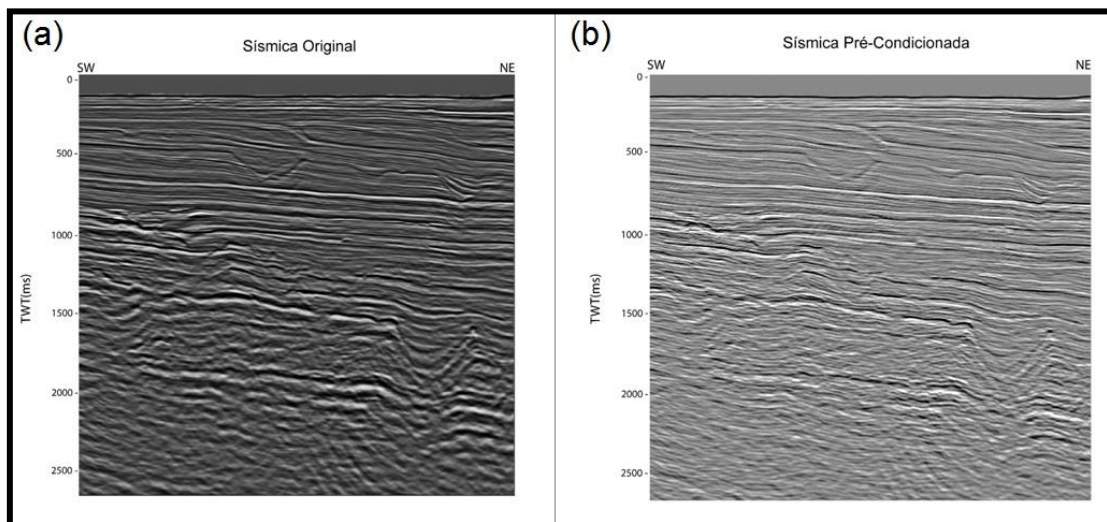 (a)
Sísmica Original
SW
NE
0
500
1000
1500
2000
2500
TWT(ms)
(b)
Sísmica Pré-Condicionada
SW
NE
0
500
1000
1500
2000
2500
TWT(ms)